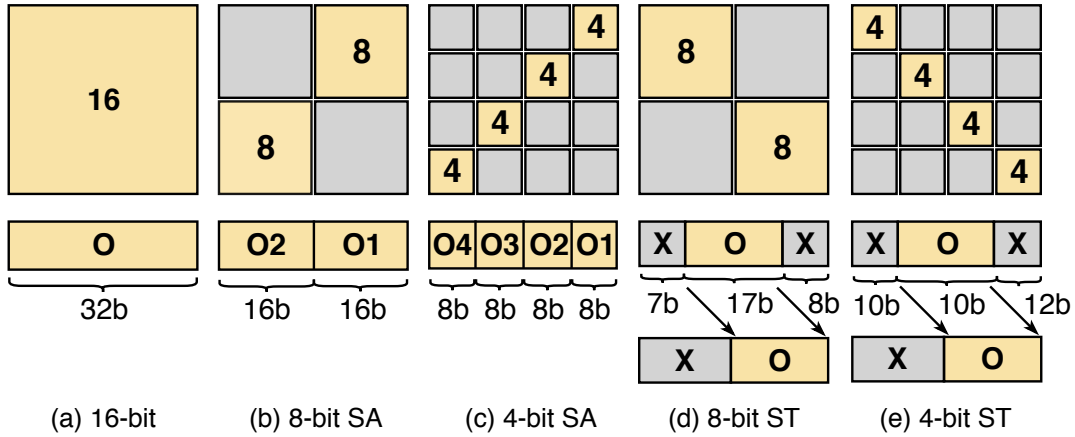 16
8
8
4
4
4
4
8
8
4
4
4
4
O
O2 O1
O4 O3 O2 O1
X O X
X O X
32b
16b 16b
8b 8b 8b 8b
7b 17b 8b
10b 10b 12b
X O
X O
(a) 16-bit
(b) 8-bit SA
(c) 4-bit SA
(d) 8-bit ST
(e) 4-bit ST